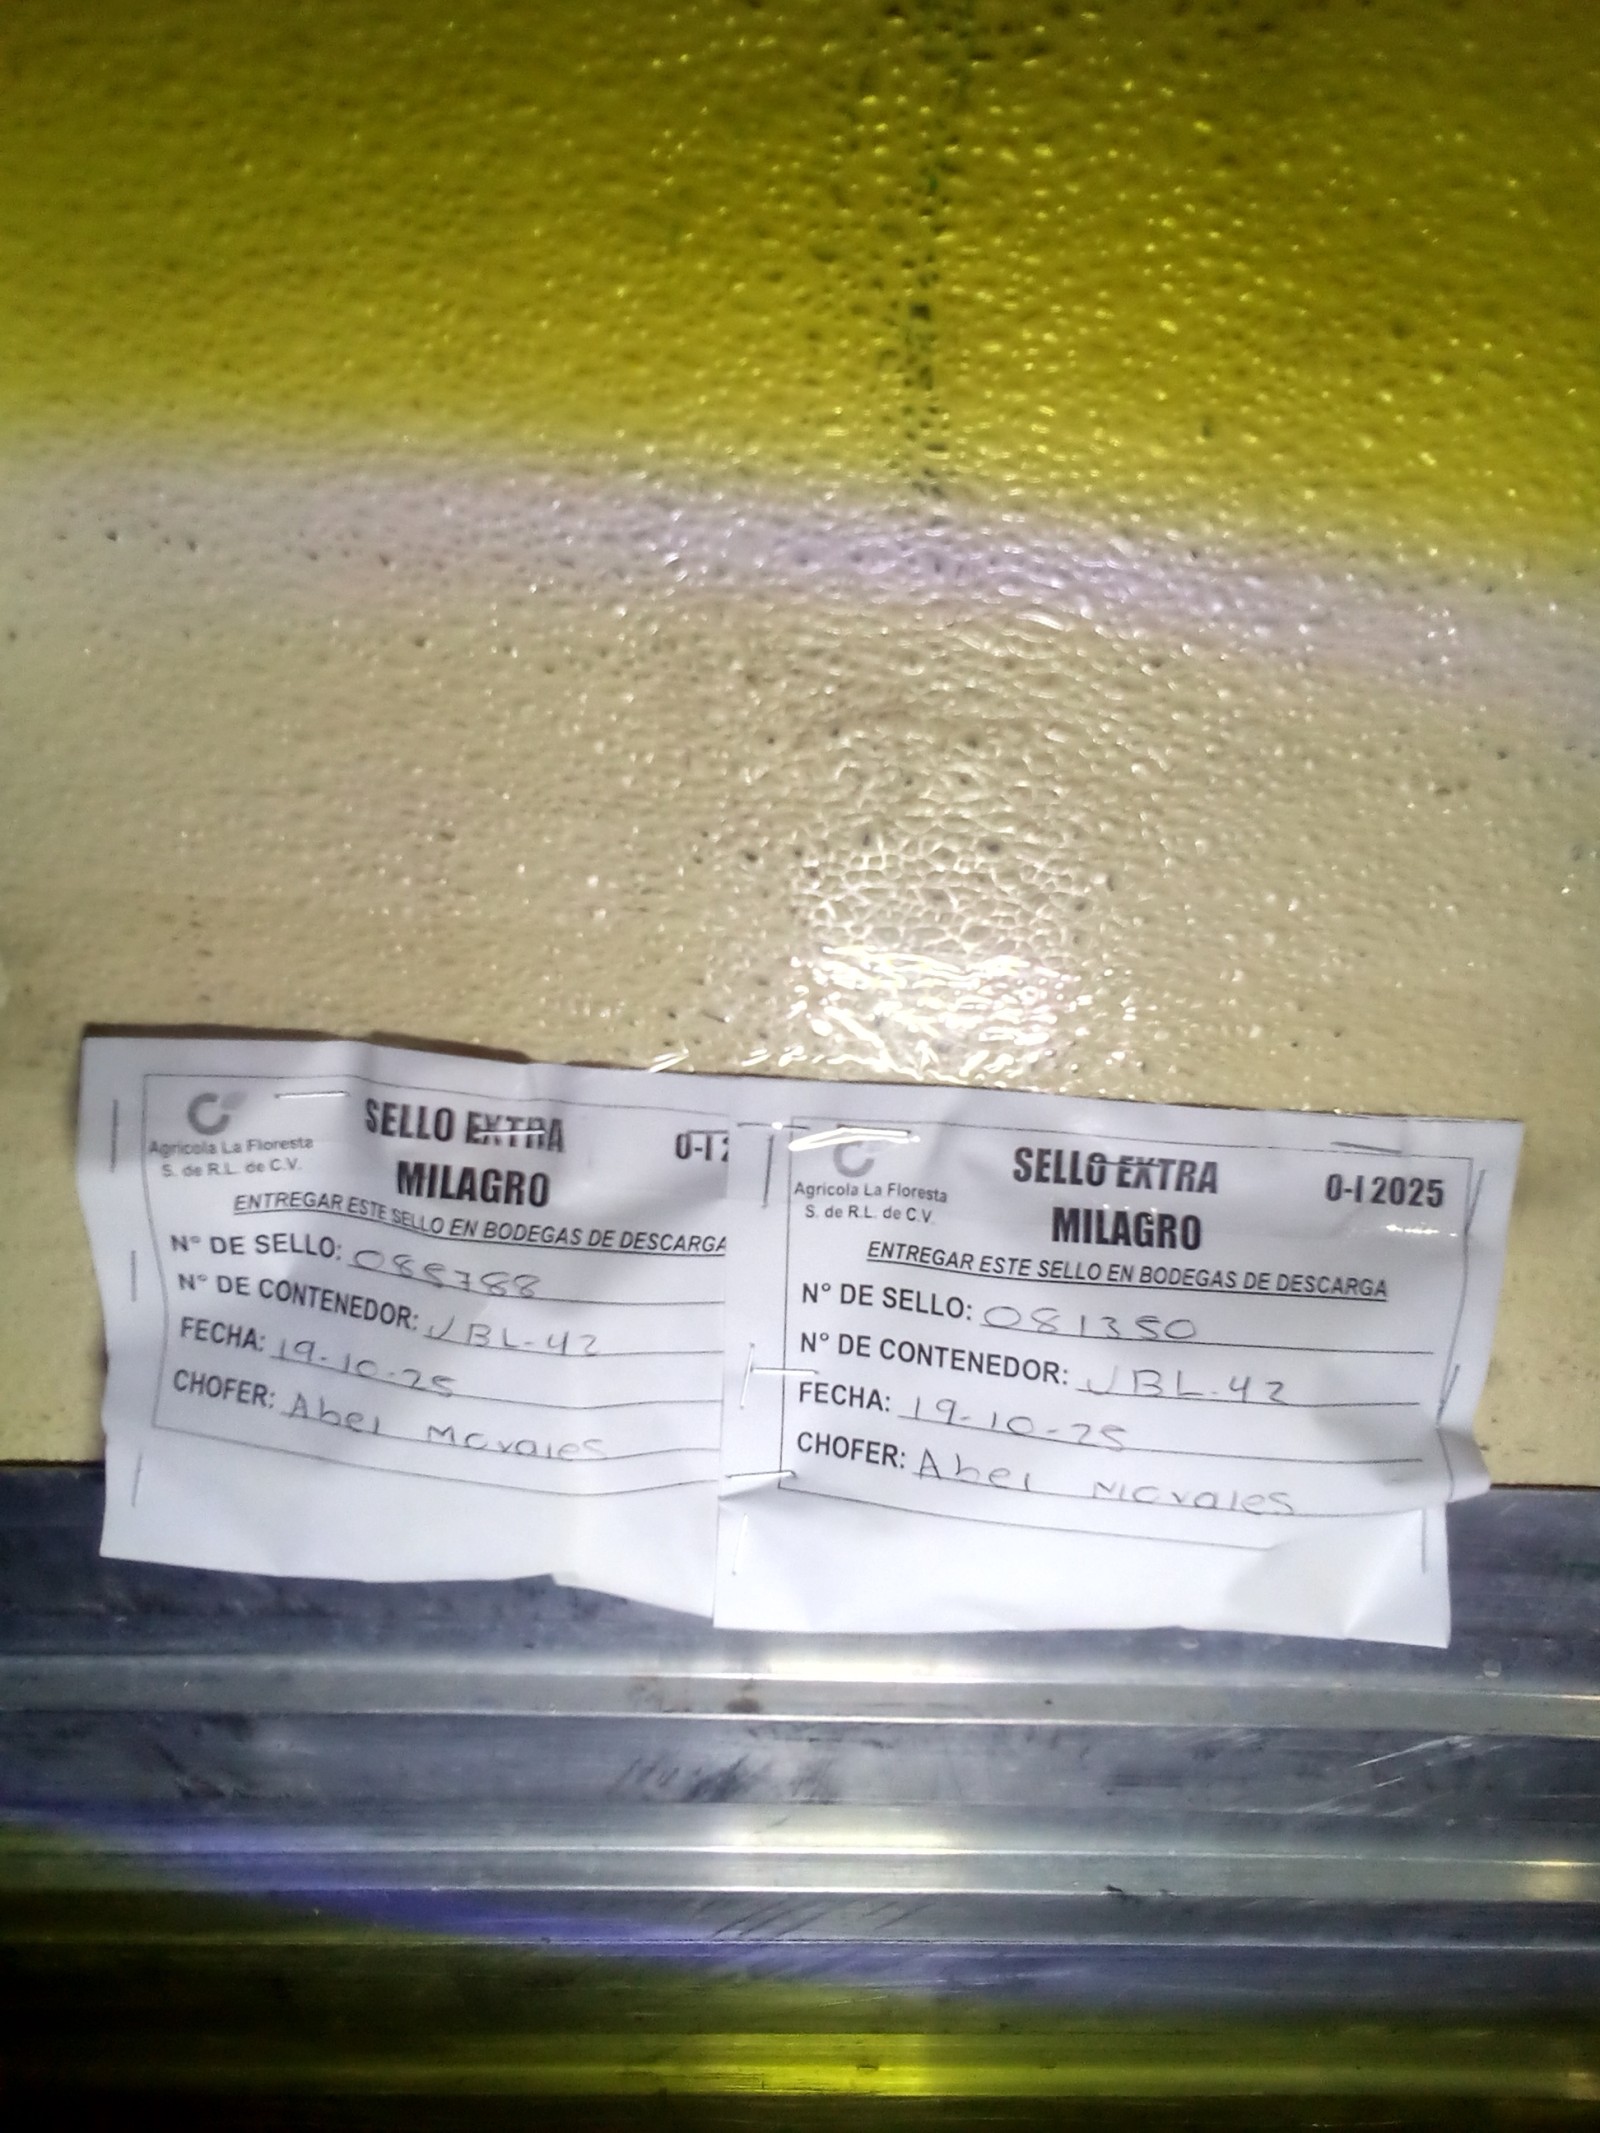 Agricola La Floresta
S. de R.L. de C.V.
SELLO EXTRA
0-I 2
MILAGRO
ENTREGAR ESTE SELLO EN BODEGAS DE DESCARGA
N° DE SELLO: 088788
N° DE CONTENEDOR: JBL-42
FECHA: 19-10-25
CHOFER: Abel Morales
Agricola La Floresta
S. de R.L. de C.V.
SELLO EXTRA
0-I 2025
MILAGRO
ENTREGAR ESTE SELLO EN BODEGAS DE DESCARGA
N° DE SELLO: 081350
N° DE CONTENEDOR: JBL-42
FECHA: 19-10-25
CHOFER: Abel Morales